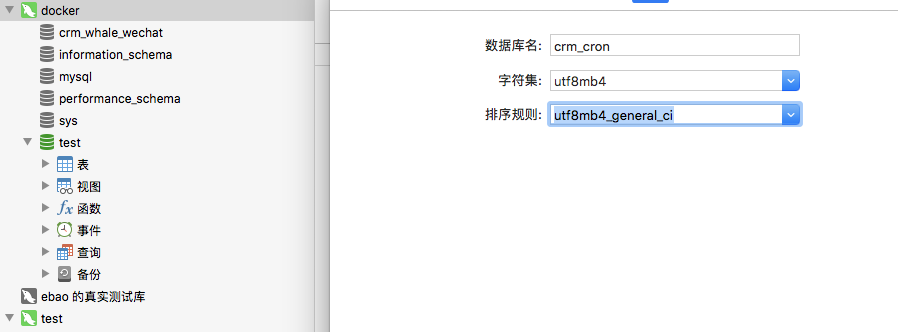 docker
crm_whale_wechat
information_schema
mysql
performance_schema
sys
test
表
视图
fx 函数
事件
查询
备份
ebao 的真实测试库
test
数据库名: crm_cron
字符集: utf8mb4
排序规则: utf8mb4_general_ci